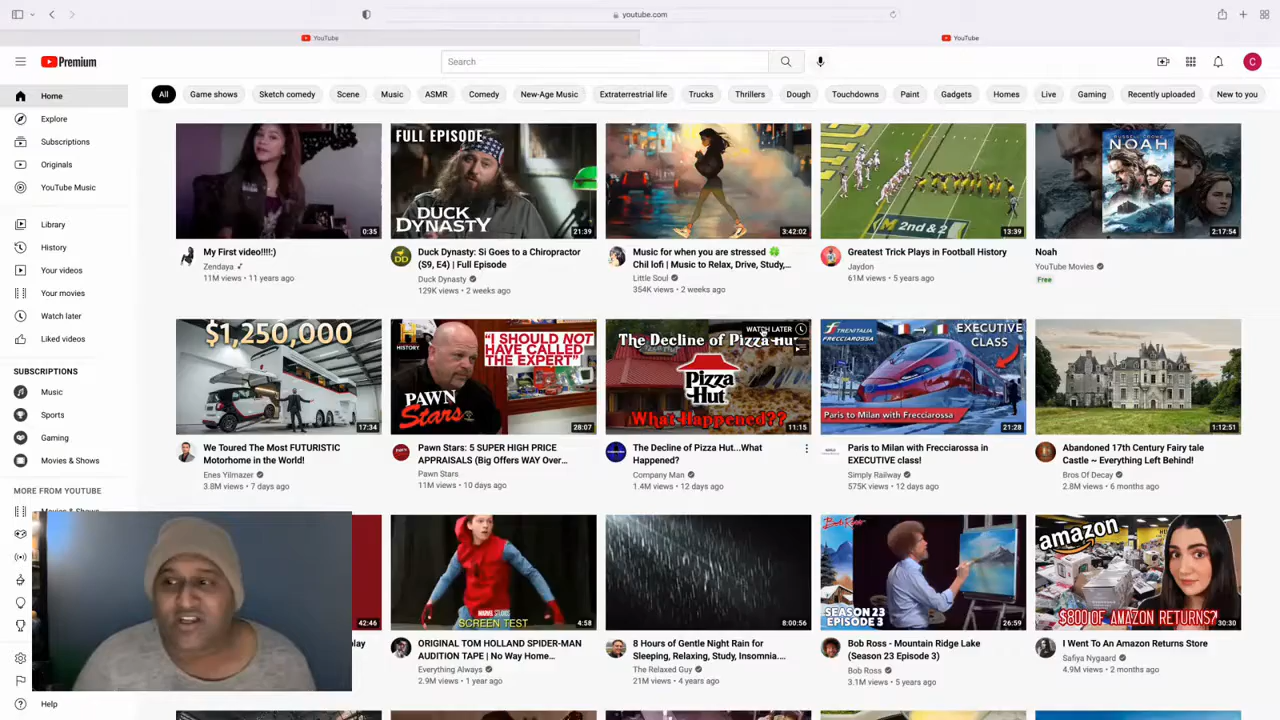 youtube.com
YouTube
YouTube
Premium
Search
C
Home
Explore
Subscriptions
Originals
YouTube Music
Library
History
Your videos
Your movies
Watch later
Liked videos
SUBSCRIPTIONS
Music
Sports
Gaming
Movies & Shows
MORE FROM YOUTUBE
Help
All
Game shows
Sketch comedy
Scene
Music
ASMR
Comedy
New-Age Music
Extraterrestrial life
Trucks
Thrillers
Dough
Touchdowns
Paint
Gadgets
Homes
Live
Gaming
Recently uploaded
New to you
0:35
My First video!!!!:)
Zendaya
11M views • 11 years ago
FULL EPISODE
DUCK
DYNASTY
21:39
DD
Duck Dynasty: Si Goes to a Chiropractor
(S9, E4) | Full Episode
Duck Dynasty
129K views • 2 weeks ago
3:42:02
Music for when you are stressed 🍀
Chil lofi | Music to Relax, Drive, Study,...
Little Soul
354K views • 2 weeks ago
2nd & 2
13:39
Greatest Trick Plays in Football History
Jaydon
61M views • 5 years ago
RUSSELL CROWE
NOAH
2:17:54
Noah
YouTube Movies
Free
$1,250,000
17:34
We Toured The Most FUTURISTIC
Motorhome in the World!
Enes Yilmazer
3.8M views • 7 days ago
H
HISTORY
"I SHOULD NOT
HAVE CALLED
THE EXPERT"
PAWN
Stars
28:07
Pawn Stars: 5 SUPER HIGH PRICE
APPRAISALS (Big Offers WAY Over...
Pawn Stars
11M views • 10 days ago
WATCH LATER
The Decline of Pizza Hut
Pizza
Hut
What Happened??
11:15
The Decline of Pizza Hut...What
Happened?
Company Man
1.4M views • 12 days ago
TRENITALIA
FRECCIAROSSA
EXECUTIVE
CLASS
Paris to Milan with Frecciarossa
21:28
Paris to Milan with Frecciarossa in
EXECUTIVE class!
Simply Railway
575K views • 12 days ago
1:12:51
Abandoned 17th Century Fairy tale
Castle ~ Everything Left Behind!
Bros Of Decay
2.8M views • 6 months ago
42:46
play
MARVEL STUDIOS
SCREEN TEST
4:58
ORIGINAL TOM HOLLAND SPIDER-MAN
AUDITION TAPE | No Way Home...
Everything Always
2.9M views • 1 year ago
8:00:56
8 Hours of Gentle Night Rain for
Sleeping, Relaxing, Study, Insomnia....
The Relaxed Guy
21M views • 4 years ago
Bob Ross
SEASON 23
EPISODE 3
26:59
Bob Ross - Mountain Ridge Lake
(Season 23 Episode 3)
Bob Ross
3.1M views • 5 years ago
amazon
$800 OF AMAZON RETURNS?
30:30
I Went To An Amazon Returns Store
Safiya Nygaard
4.9M views • 2 months ago